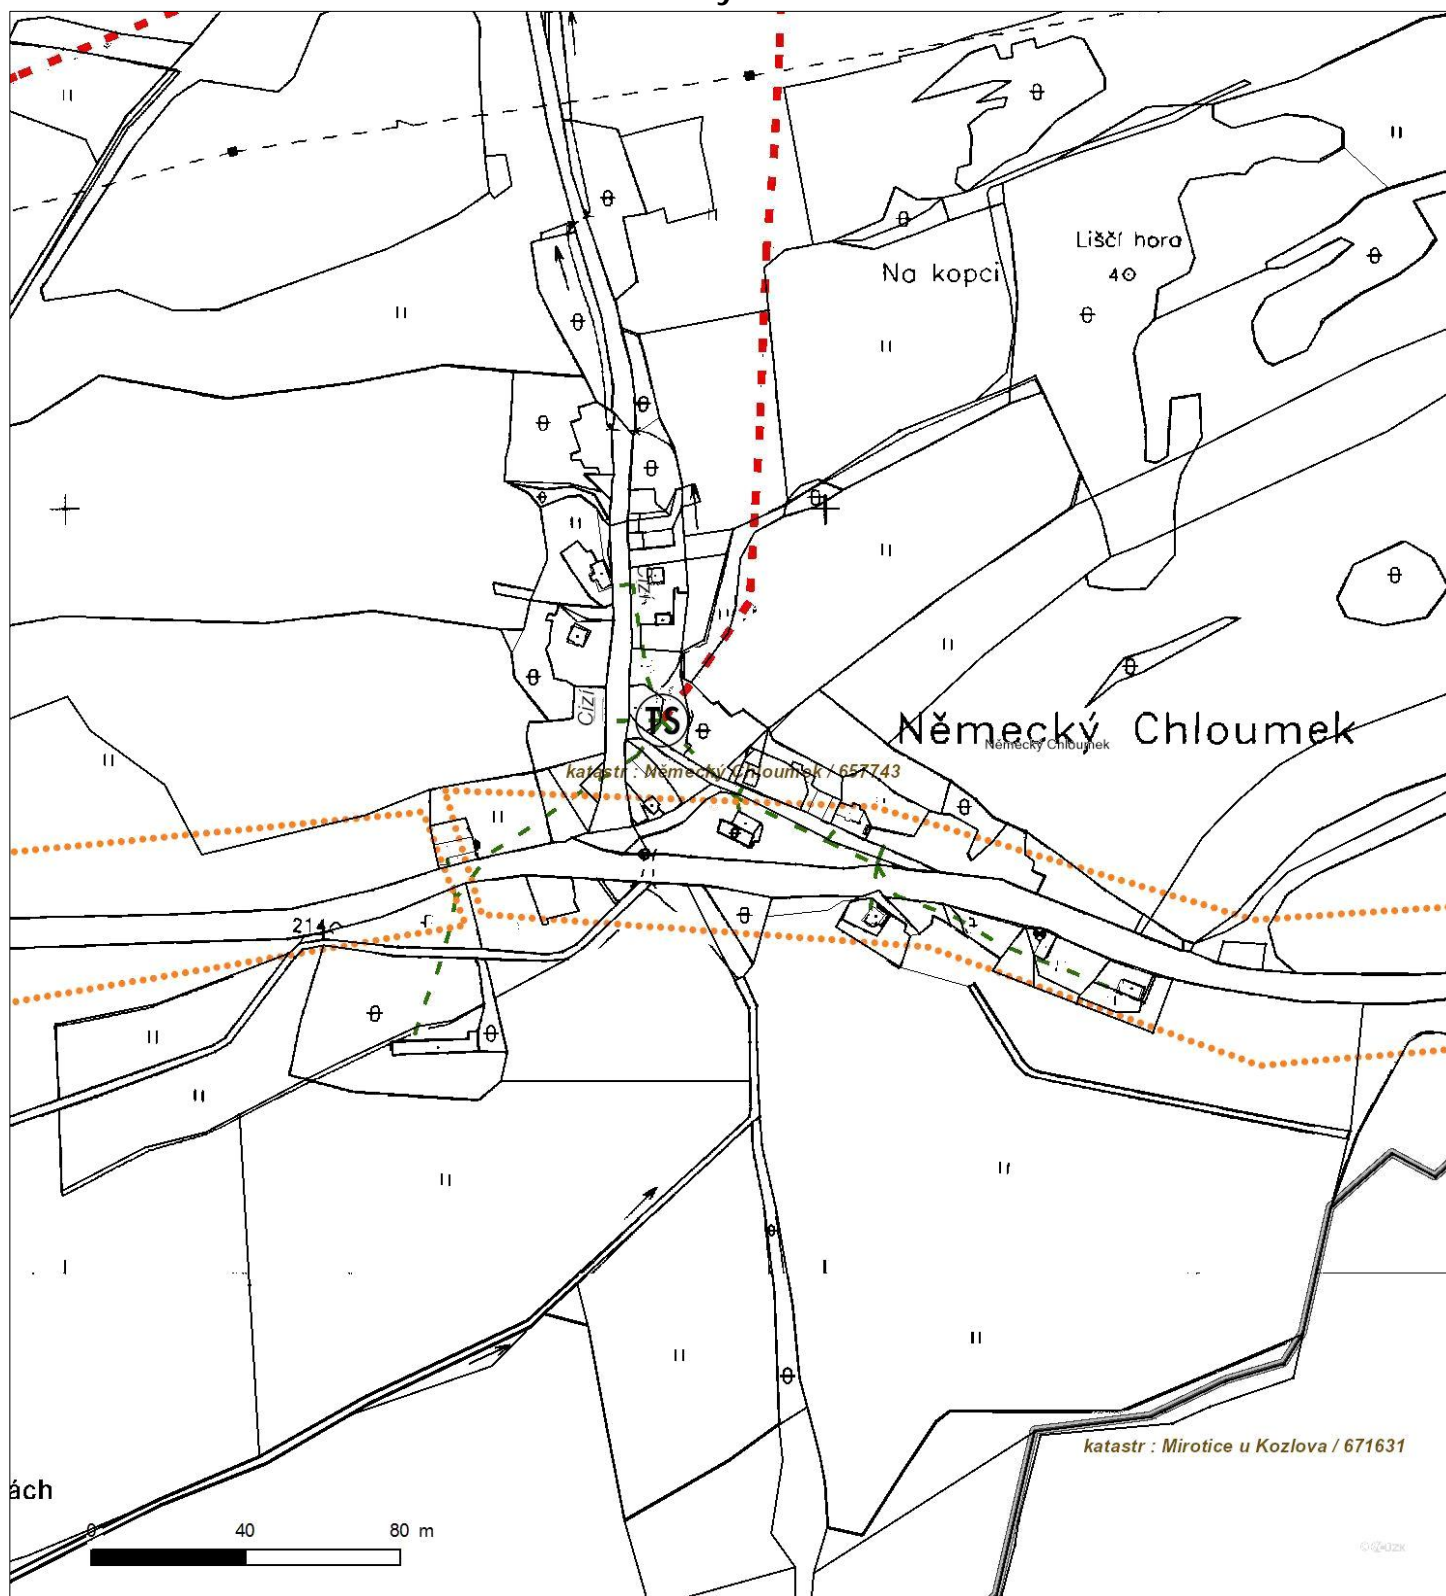 Liščí hora
40
Na kopci
Cizí
Cizí
TS
Německý Chloumek
Německý Chloumek
katastr : Německý Chloumek / 657743
214
katastr : Mirotice u Kozlova / 671631
ách
0 40 80 m